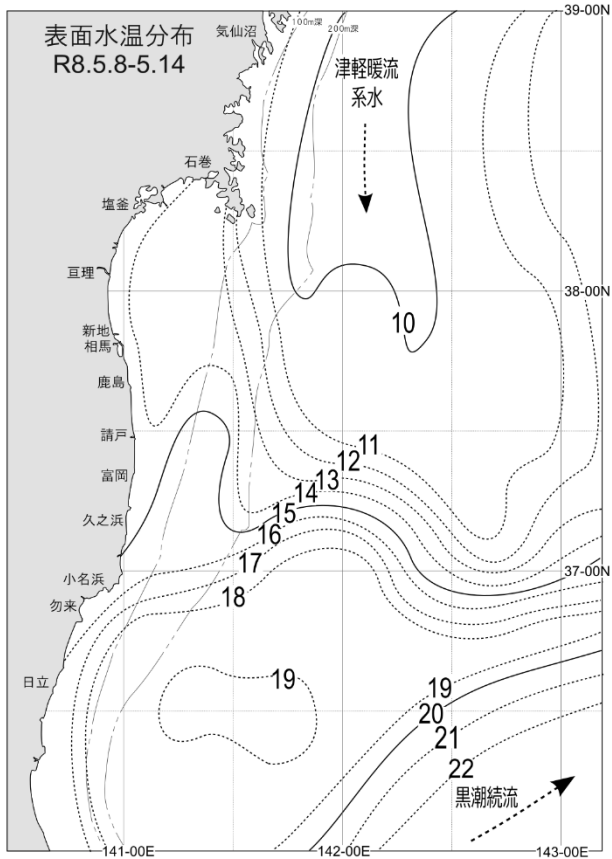 表面水温分布
R8.5.8-5.14
39-00N
気仙沼
100m深
200m深
津軽暖流
系水
石巻
塩釜
亘理
38-00N
10
新地
相馬
鹿島
請戸
11
12
富岡
13
14
15
久之浜
16
17
37-00N
小名浜
18
勿来
日立
19
19
20
21
22
黒潮続流
141-00E
142-00E
143-00E